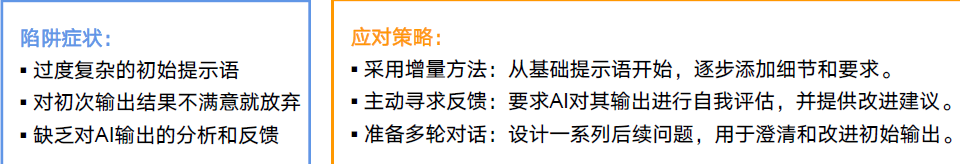 陷阱症状：
▪ 过度复杂的初始提示语
▪ 对初次输出结果不满意就放弃
▪ 缺乏对AI输出的分析和反馈
应对策略：
▪ 采用增量方法：从基础提示语开始，逐步添加细节和要求。
▪ 主动寻求反馈：要求AI对其输出进行自我评估，并提供改进建议。
▪ 准备多轮对话：设计一系列后续问题，用于澄清和改进初始输出。